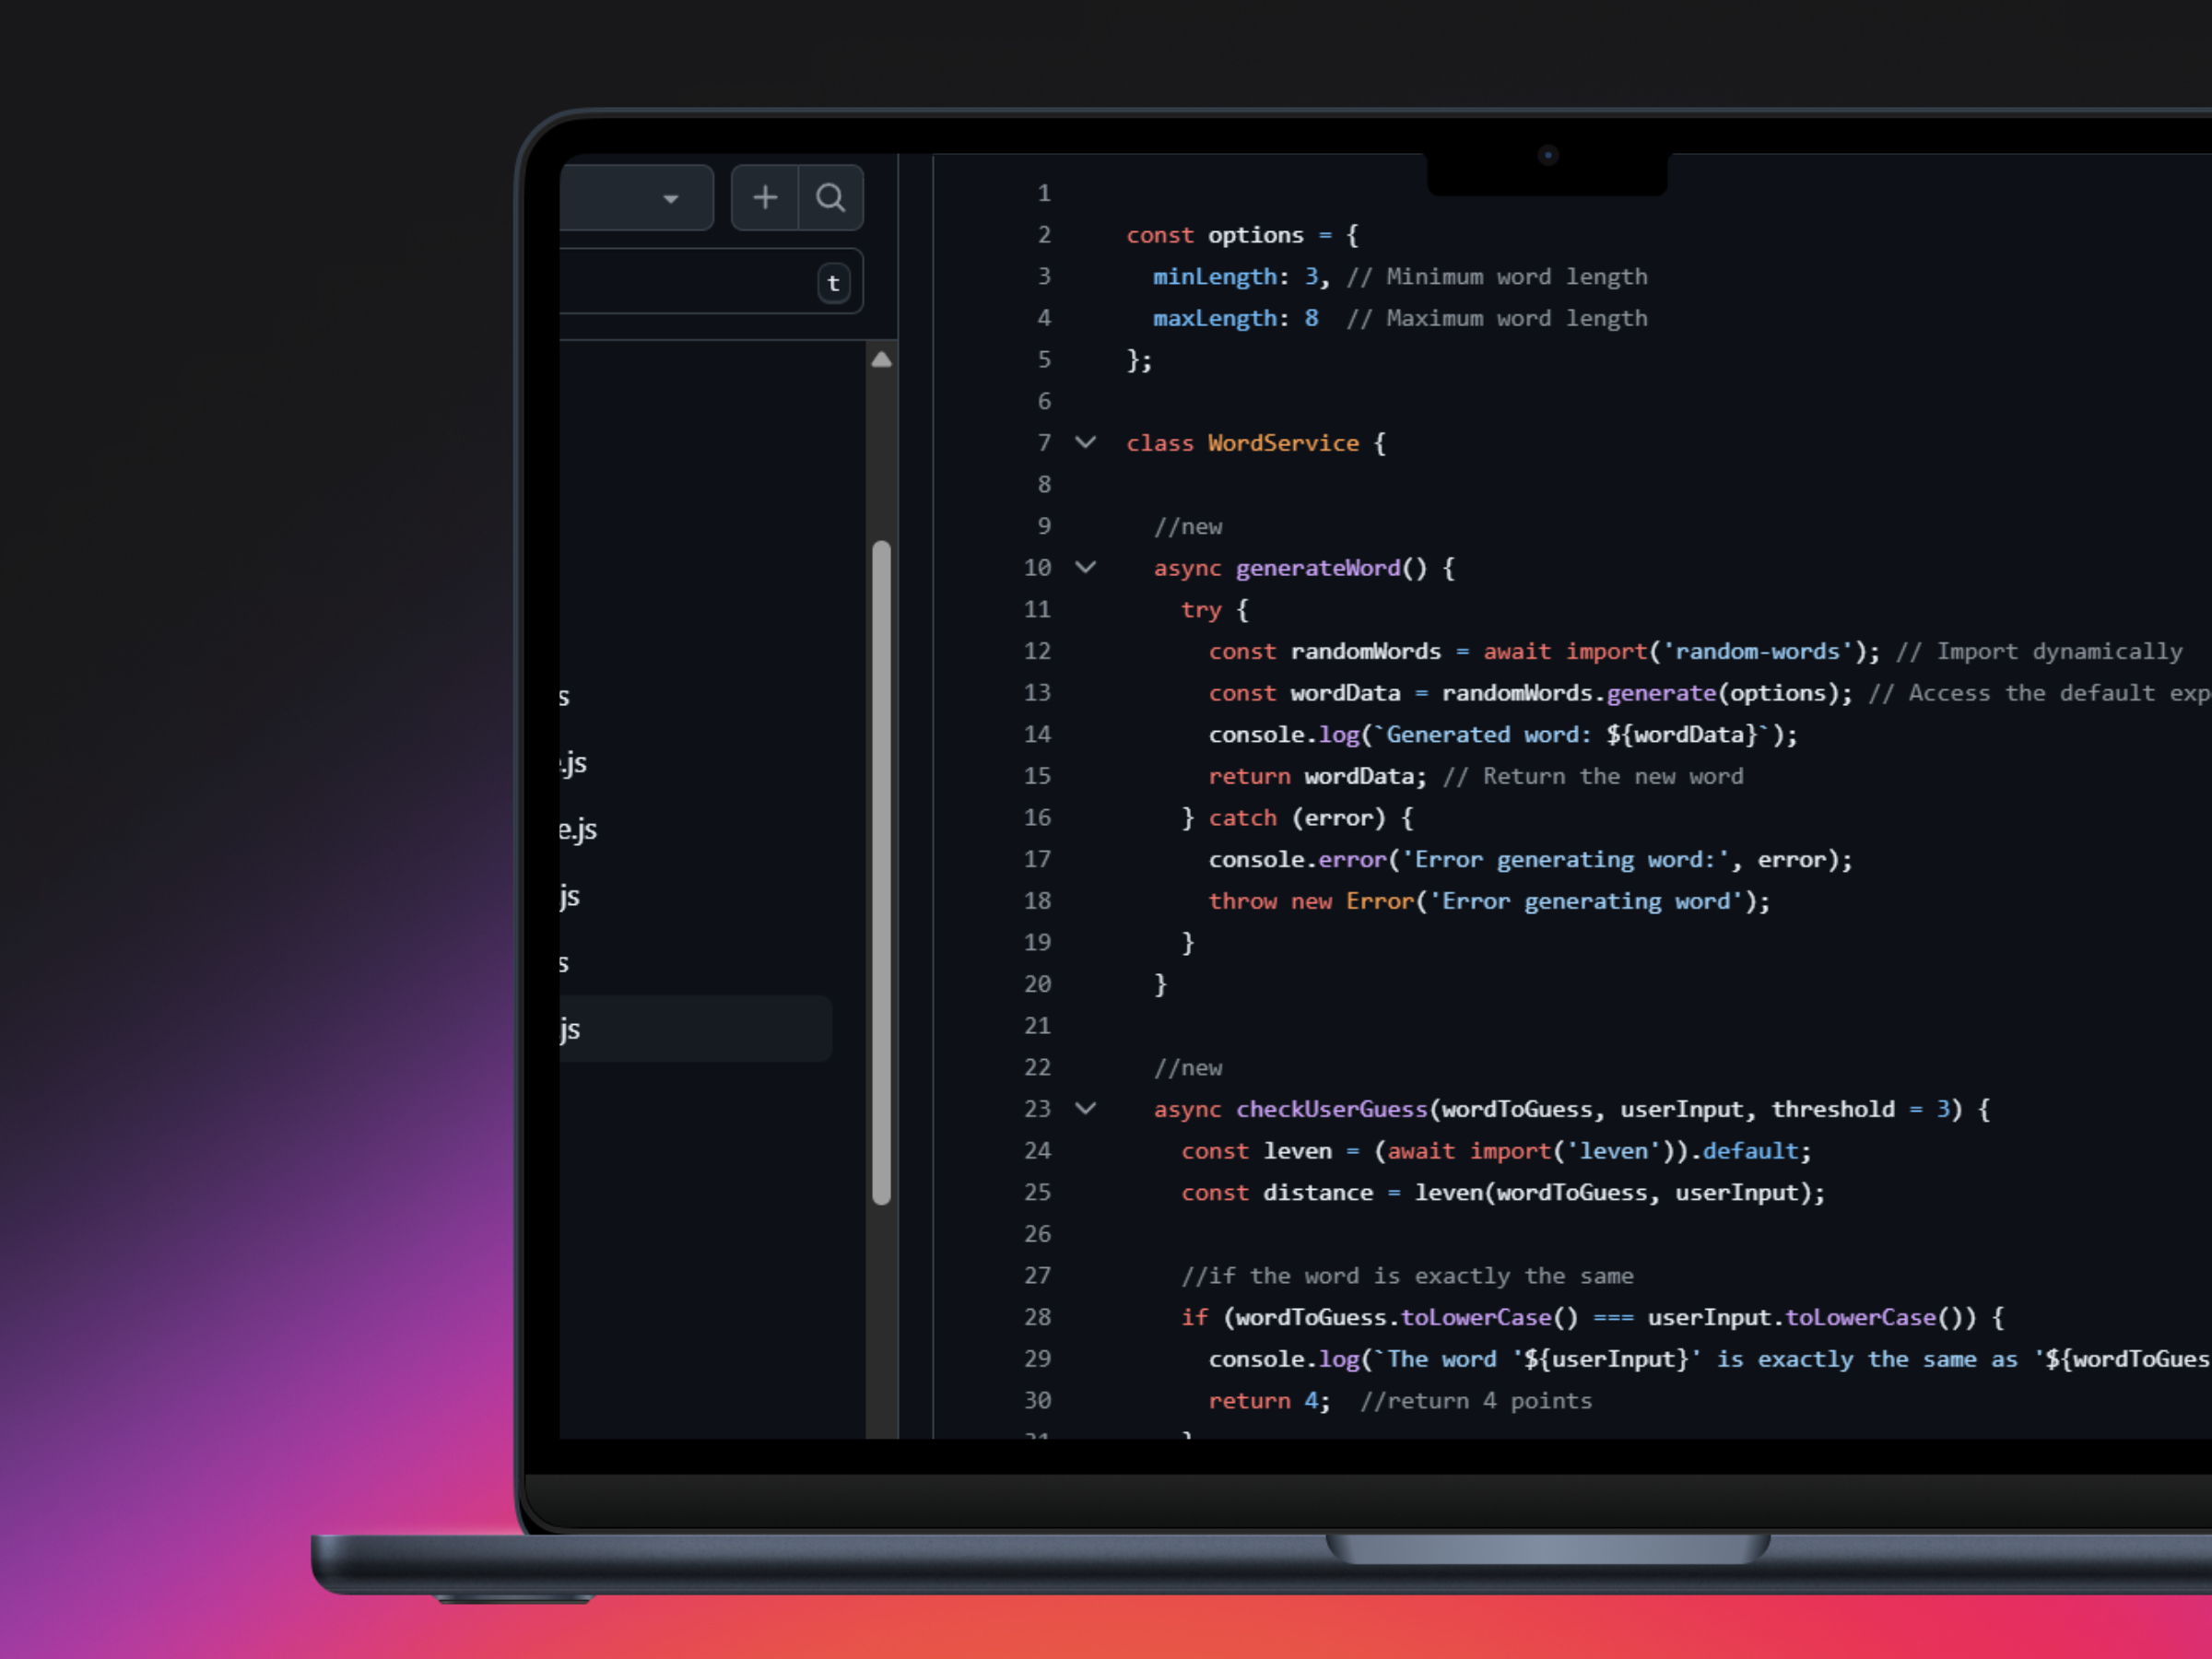 t
s
.js
e.js
js
s
.js
1
2 const options = {
3 minLength: 3, // Minimum word length
4 maxLength: 8 // Maximum word length
5 };
6
7 class WordService {
8
9 //new
10 async generateWord() {
11 try {
12 const randomWords = await import('random-words'); // Import dynamically
13 const wordData = randomWords.generate(options); // Access the default exp
14 console.log(`Generated word: ${wordData}`);
15 return wordData; // Return the new word
16 } catch (error) {
17 console.error('Error generating word:', error);
18 throw new Error('Error generating word');
19 }
20 }
21
22 //new
23 async checkUserGuess(wordToGuess, userInput, threshold = 3) {
24 const leven = (await import('leven')).default;
25 const distance = leven(wordToGuess, userInput);
26
27 //if the word is exactly the same
28 if (wordToGuess.toLowerCase() === userInput.toLowerCase()) {
29 console.log(`The word '${userInput}' is exactly the same as '${wordToGues
30 return 4; //return 4 points
31 }